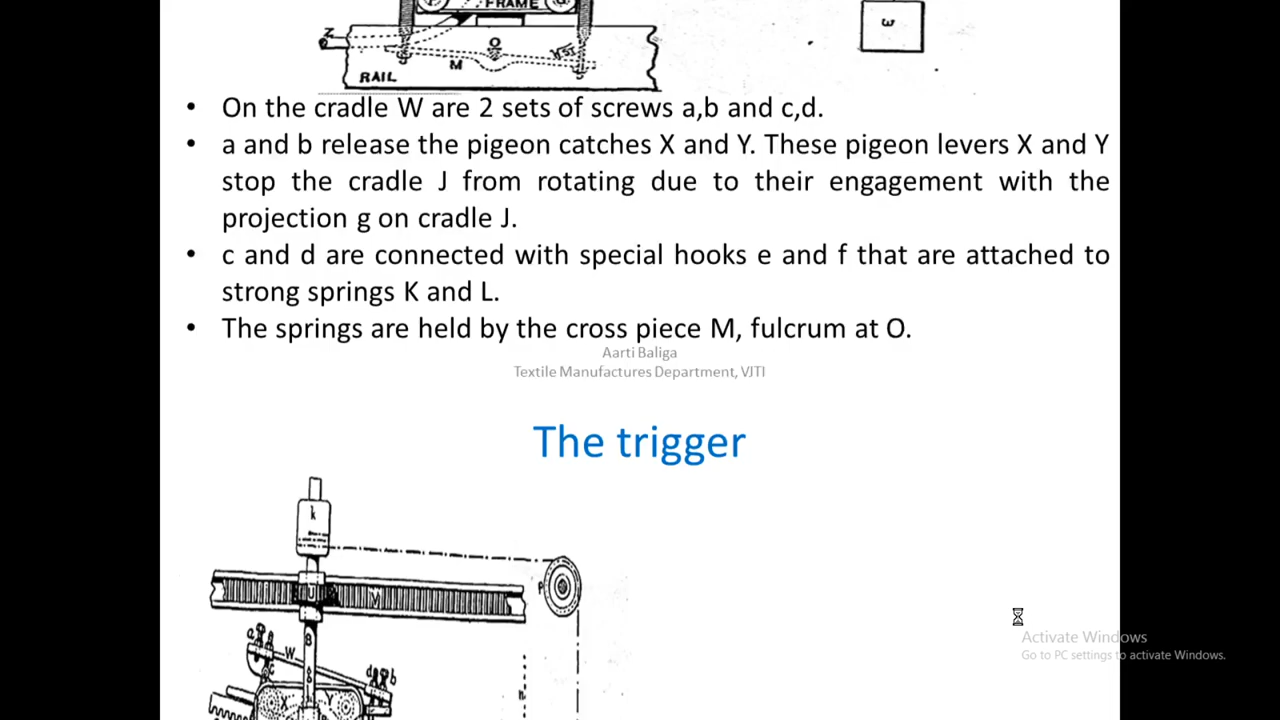 FRAME
Z
O
M
RAIL
3
• On the cradle W are 2 sets of screws a,b and c,d.
• a and b release the pigeon catches X and Y. These pigeon levers X and Y
stop the cradle J from rotating due to their engagement with the
projection g on cradle J.
• c and d are connected with special hooks e and f that are attached to
strong springs K and L.
• The springs are held by the cross piece M, fulcrum at O.
Aarti Baliga
Textile Manufactures Department, VJTI
The trigger
k
P
U
B
a
W
c
d b
X Y
n
Activate Windows
Go to PC settings to activate Windows.